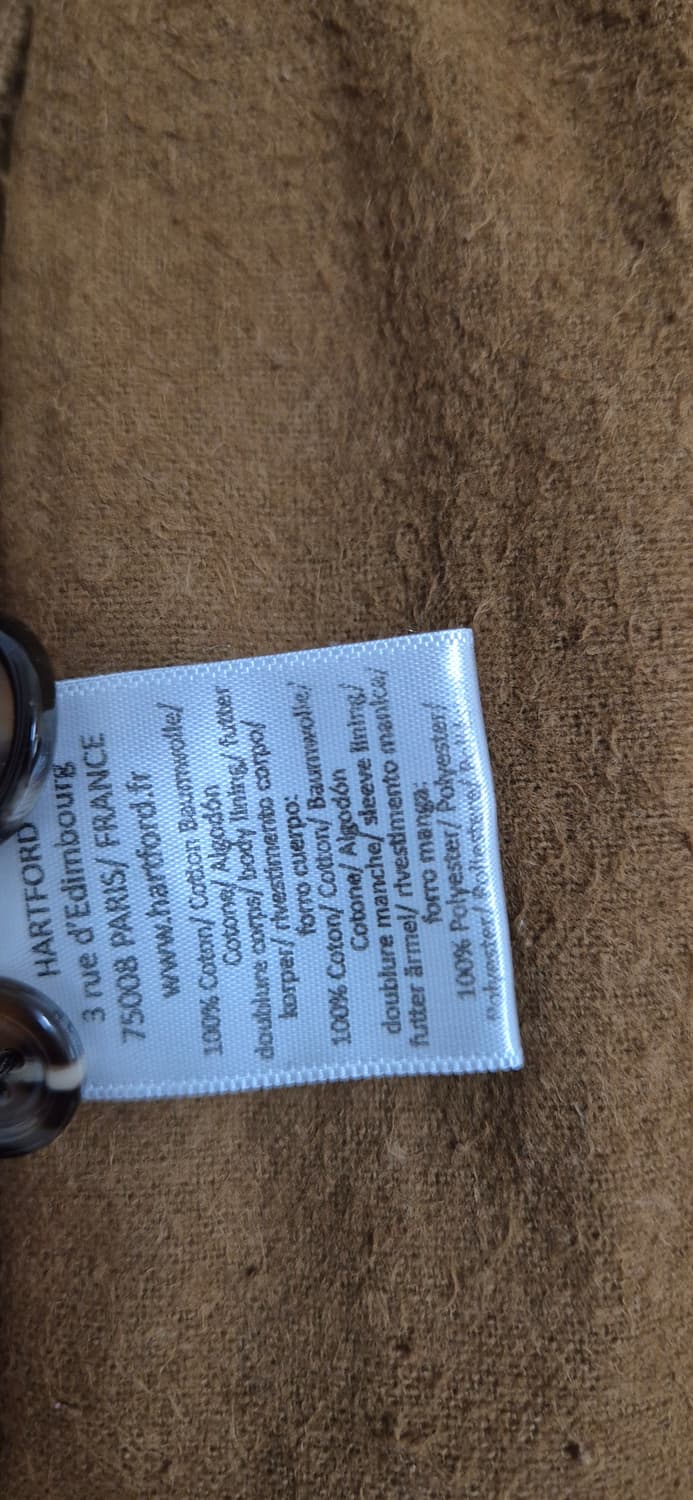 HARTFORD
3 rue d'Edimbourg
75008 PARIS/ FRANCE
www.hartford.fr
100% Coton/ Cotton Baumwolle/
Cotone/ Algodón
doublure corps/ body lining/ futter
korper/ rivestimento corpo/
forro cuerpo:
100% Coton/ Cotton/ Baumwolle/
Cotone/ Algodón
doublure manche/ sleeve lining/
futter ärmel/ rivestimento manica/
forro manga:
100% Polyester/ Polyester/
Polyester/